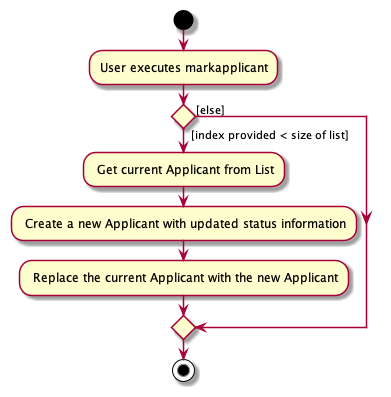 User executes markapplicant
[else]
[index provided < size of list]
Get current Applicant from List
Create a new Applicant with updated status information
Replace the current Applicant with the new Applicant